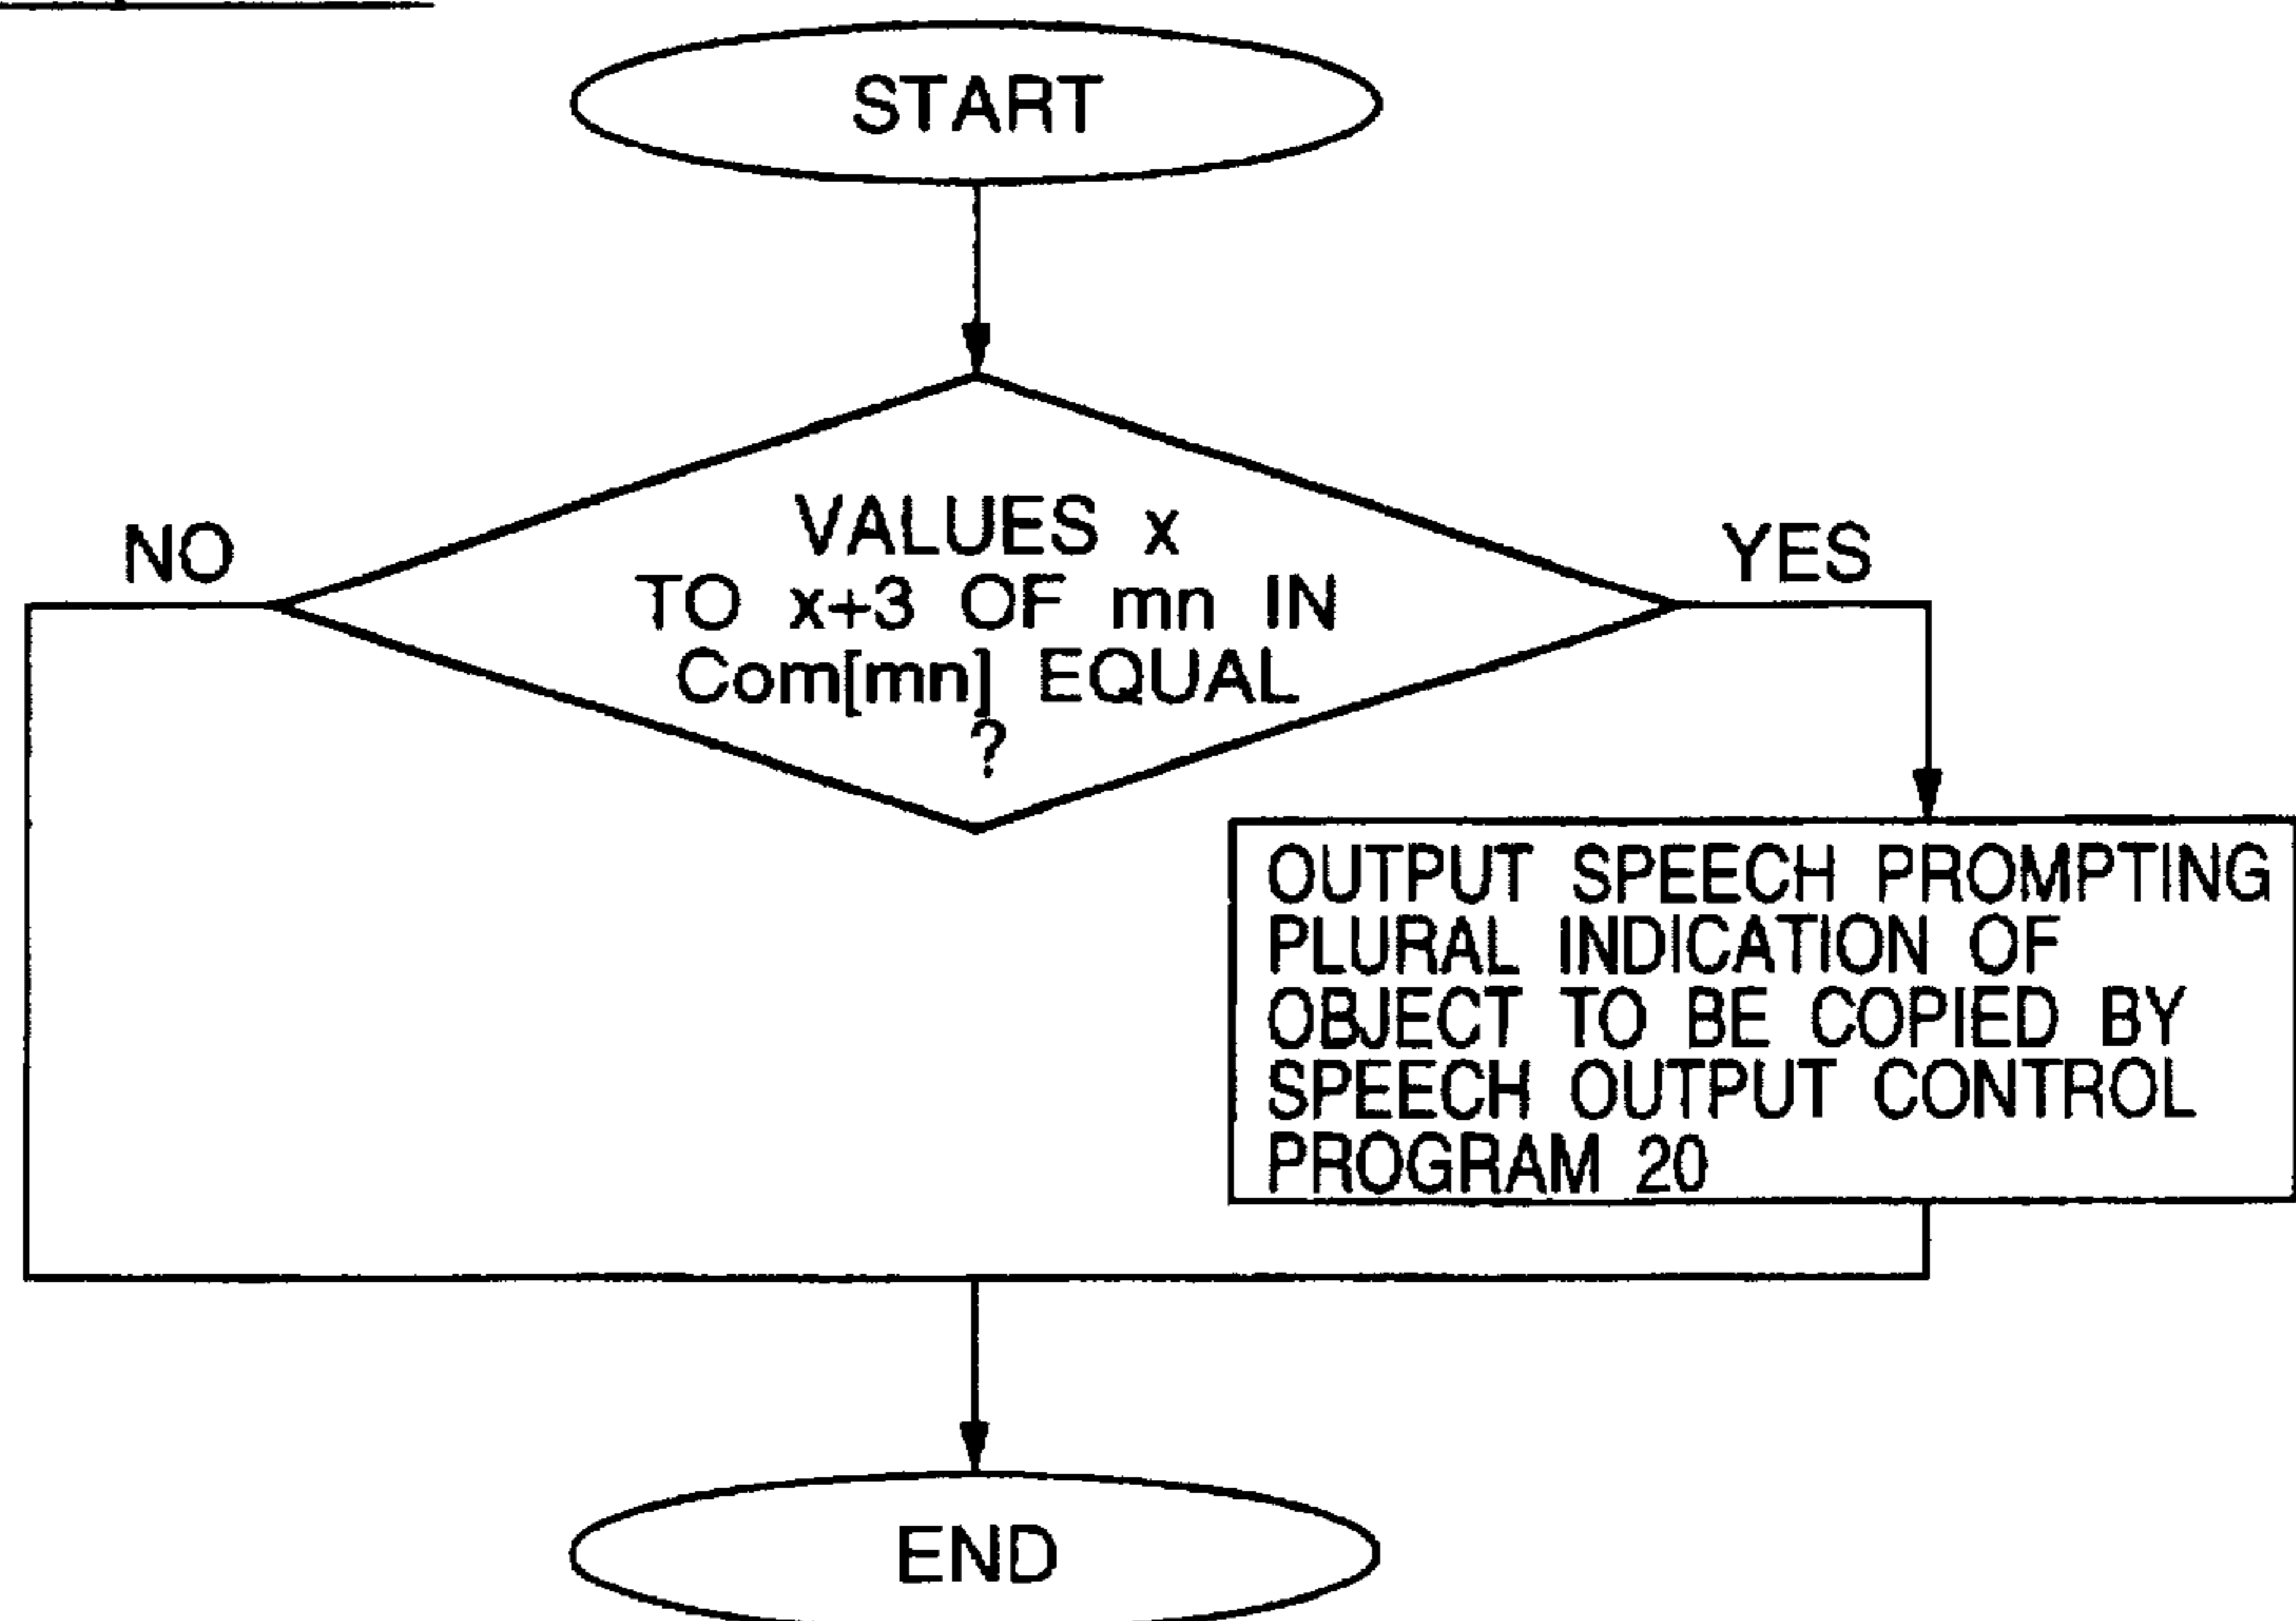 START
VALUES x
TO x+3 OF mn IN
Com[mn] EQUAL
?
NO
YES
OUTPUT SPEECH PROMPTING
PLURAL INDICATION OF
OBJECT TO BE COPIED BY
SPEECH OUTPUT CONTROL
PROGRAM 20
END